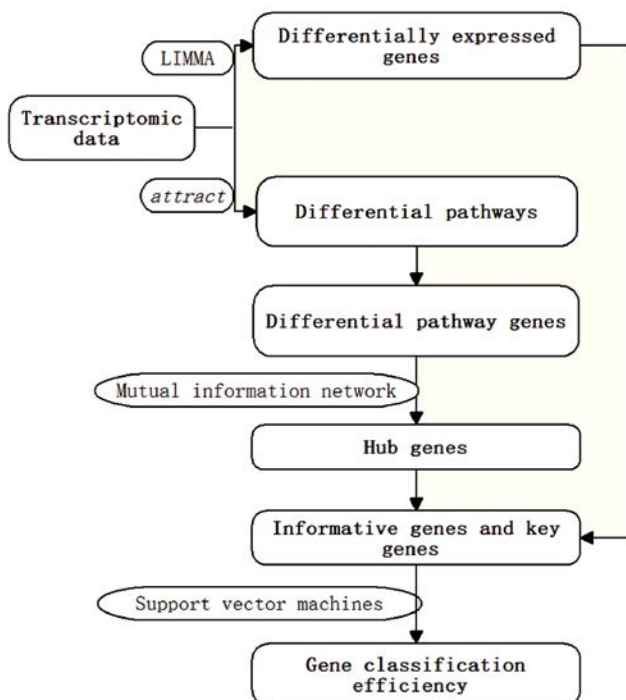 Differentially expressed
genes
LIMMA
Transcriptomic
data
attract
Differential pathways
Differential pathway genes
Mutual information network
Hub genes
Informative genes and key
genes
Support vector machines
Gene classification
efficiency